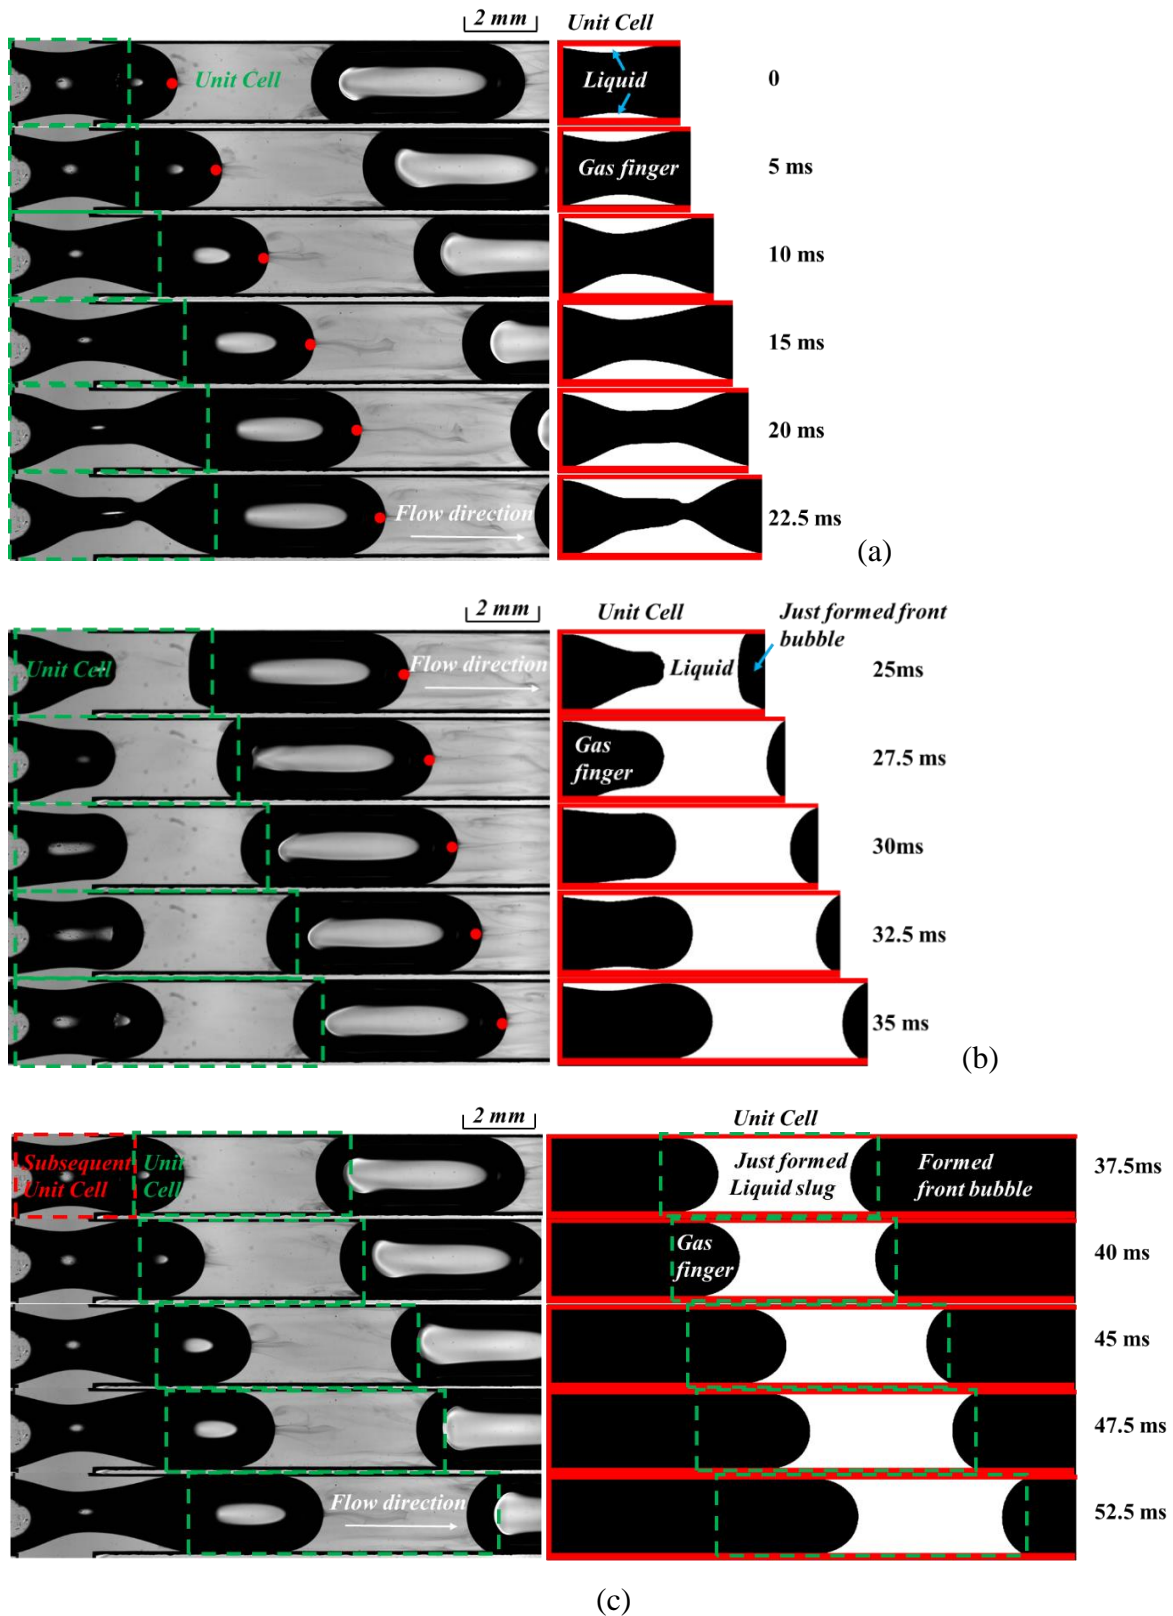 2 mm
Unit Cell
Unit Cell
Liquid
0
Gas finger
5 ms
10 ms
15 ms
20 ms
Flow direction
22.5 ms
(a)
2 mm
Unit Cell
Just formed front
bubble
Unit Cell
Flow direction
Liquid
25ms
Gas
finger
27.5 ms
30ms
32.5 ms
35 ms
(b)
2 mm
Unit Cell
Subsequent
Unit Cell
Unit
Cell
Just formed
Liquid slug
Formed
front bubble
37.5ms
Gas
finger
40 ms
45 ms
47.5 ms
Flow direction
52.5 ms
(c)